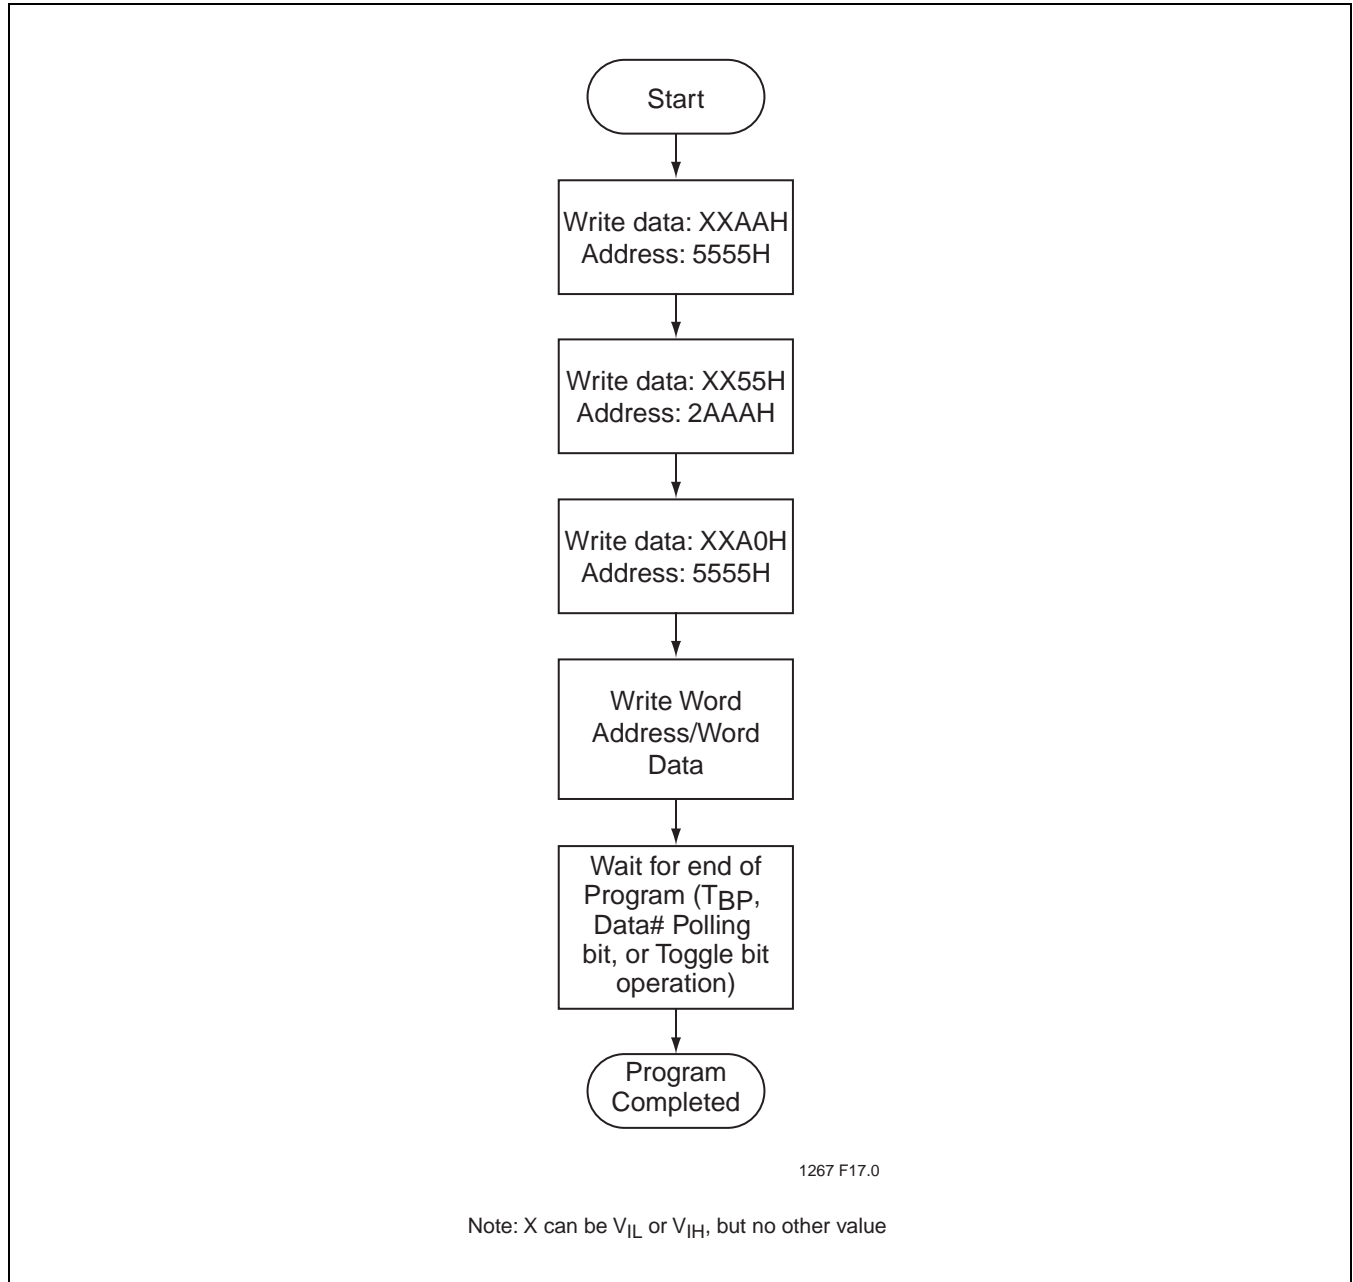 Start
Write data: XXAAH
Address: 5555H
Write data: XX55H
Address: 2AAAH
Write data: XXA0H
Address: 5555H
Write Word
Address/Word
Data
Wait for end of
Program (TBP,
Data# Polling
bit, or Toggle bit
operation)
Program
Completed
1267 F17.0
Note: X can be VIL or VIH, but no other value